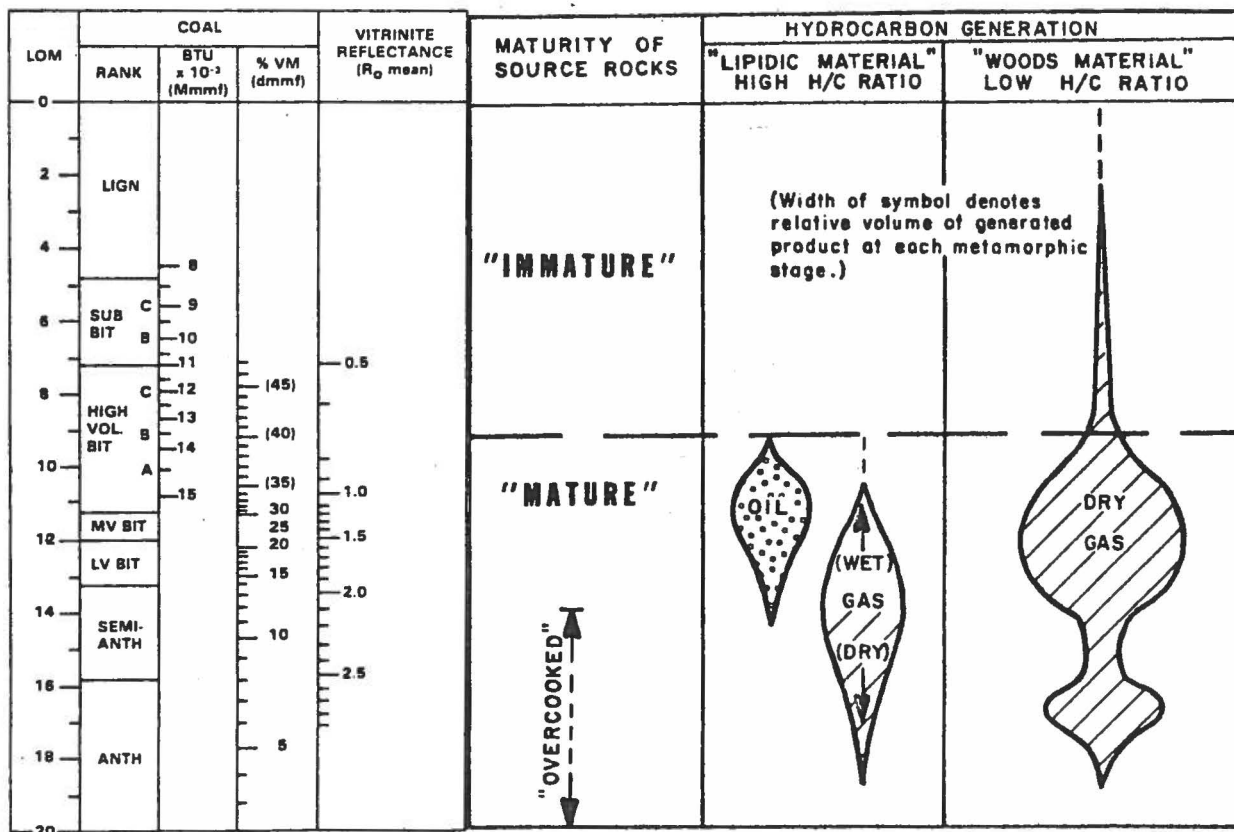 LOM
COAL
RANK
BTU
x 10⁻³
(Mmmf)
% VM
(dmmf)
VITRINITE
REFLECTANCE
(Rₒ mean)
MATURITY OF
SOURCE ROCKS
HYDROCARBON GENERATION
"LIPIDIC MATERIAL"
HIGH H/C RATIO
"WOODS MATERIAL"
LOW H/C RATIO
0
2
4
6
8
10
12
14
16
18
20
LIGN
SUB
BIT
C
B
HIGH
VOL.
BIT
C
B
A
MV BIT
LV BIT
SEMI-
ANTH
ANTH
8
9
10
11
12
13
14
15
(45)
(40)
(35)
30
25
20
15
10
5
0.5
1.0
1.5
2.0
2.5
"IMMATURE"
"MATURE"
"OVERCOOKED"
(Width of symbol denotes
relative volume of generated
product at each metamorphic
stage.)
OIL
(WET)
GAS
(DRY)
DRY
GAS